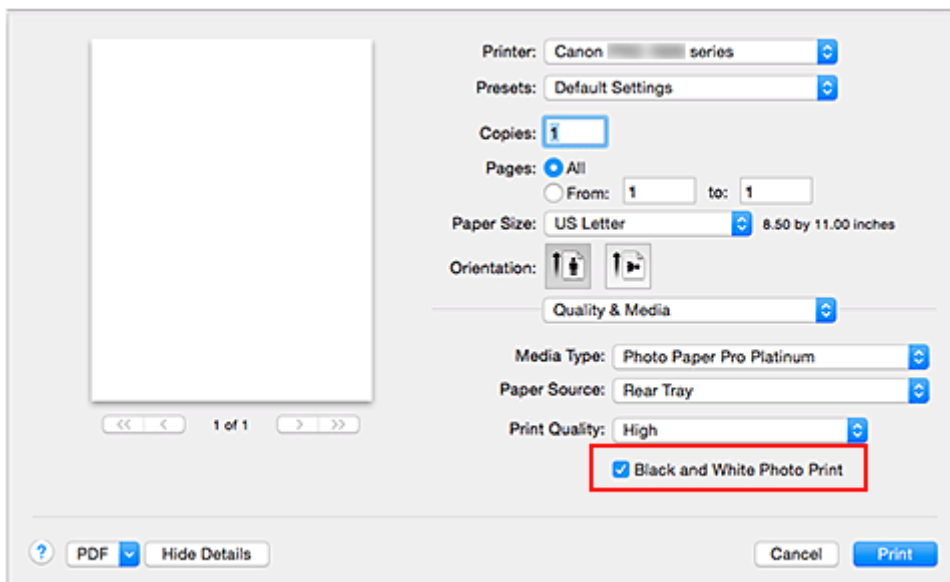 Printer: Canon series
Presets: Default Settings
Copies: 1
Pages: All
From: 1 to: 1
Paper Size: US Letter 8.50 by 11.00 inches
Orientation:
Quality & Media
Media Type: Photo Paper Pro Platinum
Paper Source: Rear Tray
<< < 1 of 1 > >>
Print Quality: High
Black and White Photo Print
? PDF Hide Details Cancel Print